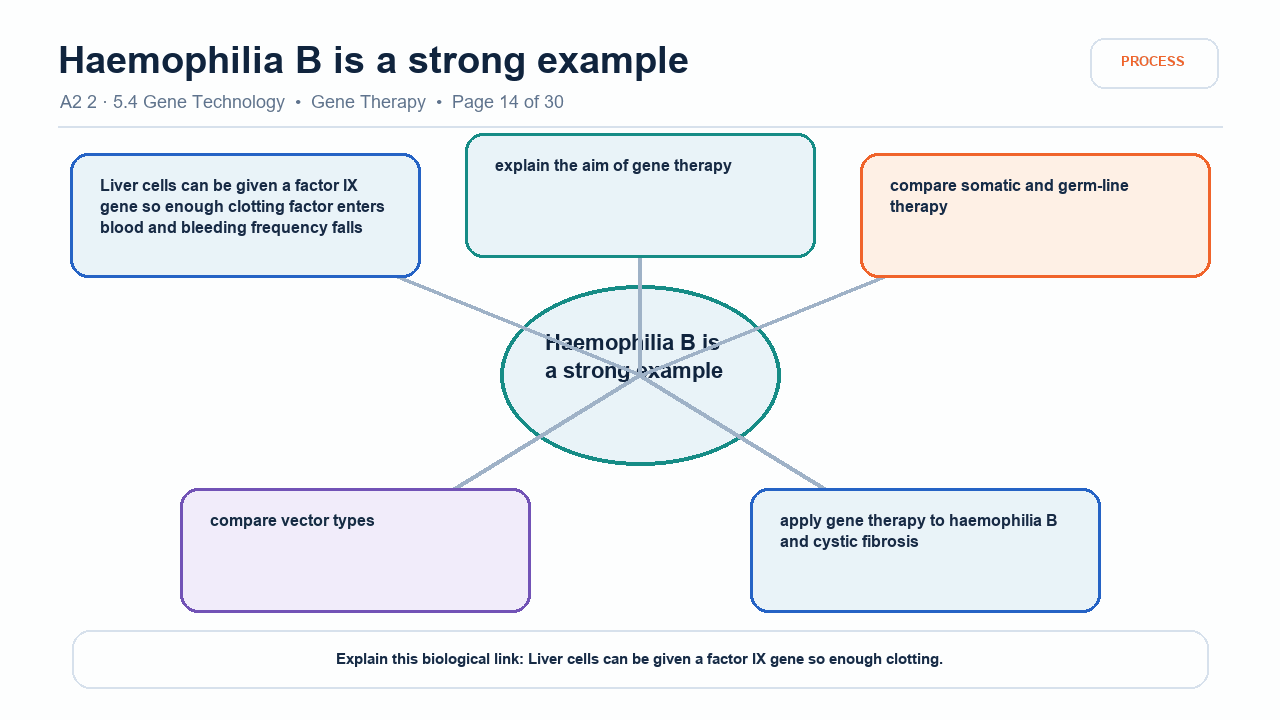 Haemophilia B is a strong example
PROCESS
A2 2 · 5.4 Gene Technology • Gene Therapy • Page 14 of 30
Liver cells can be given a factor IX
gene so enough clotting factor enters
blood and bleeding frequency falls
explain the aim of gene therapy
compare somatic and germ-line
therapy
Haemophilia B is
a strong example
compare vector types
apply gene therapy to haemophilia B
and cystic fibrosis
Explain this biological link: Liver cells can be given a factor IX gene so enough clotting.